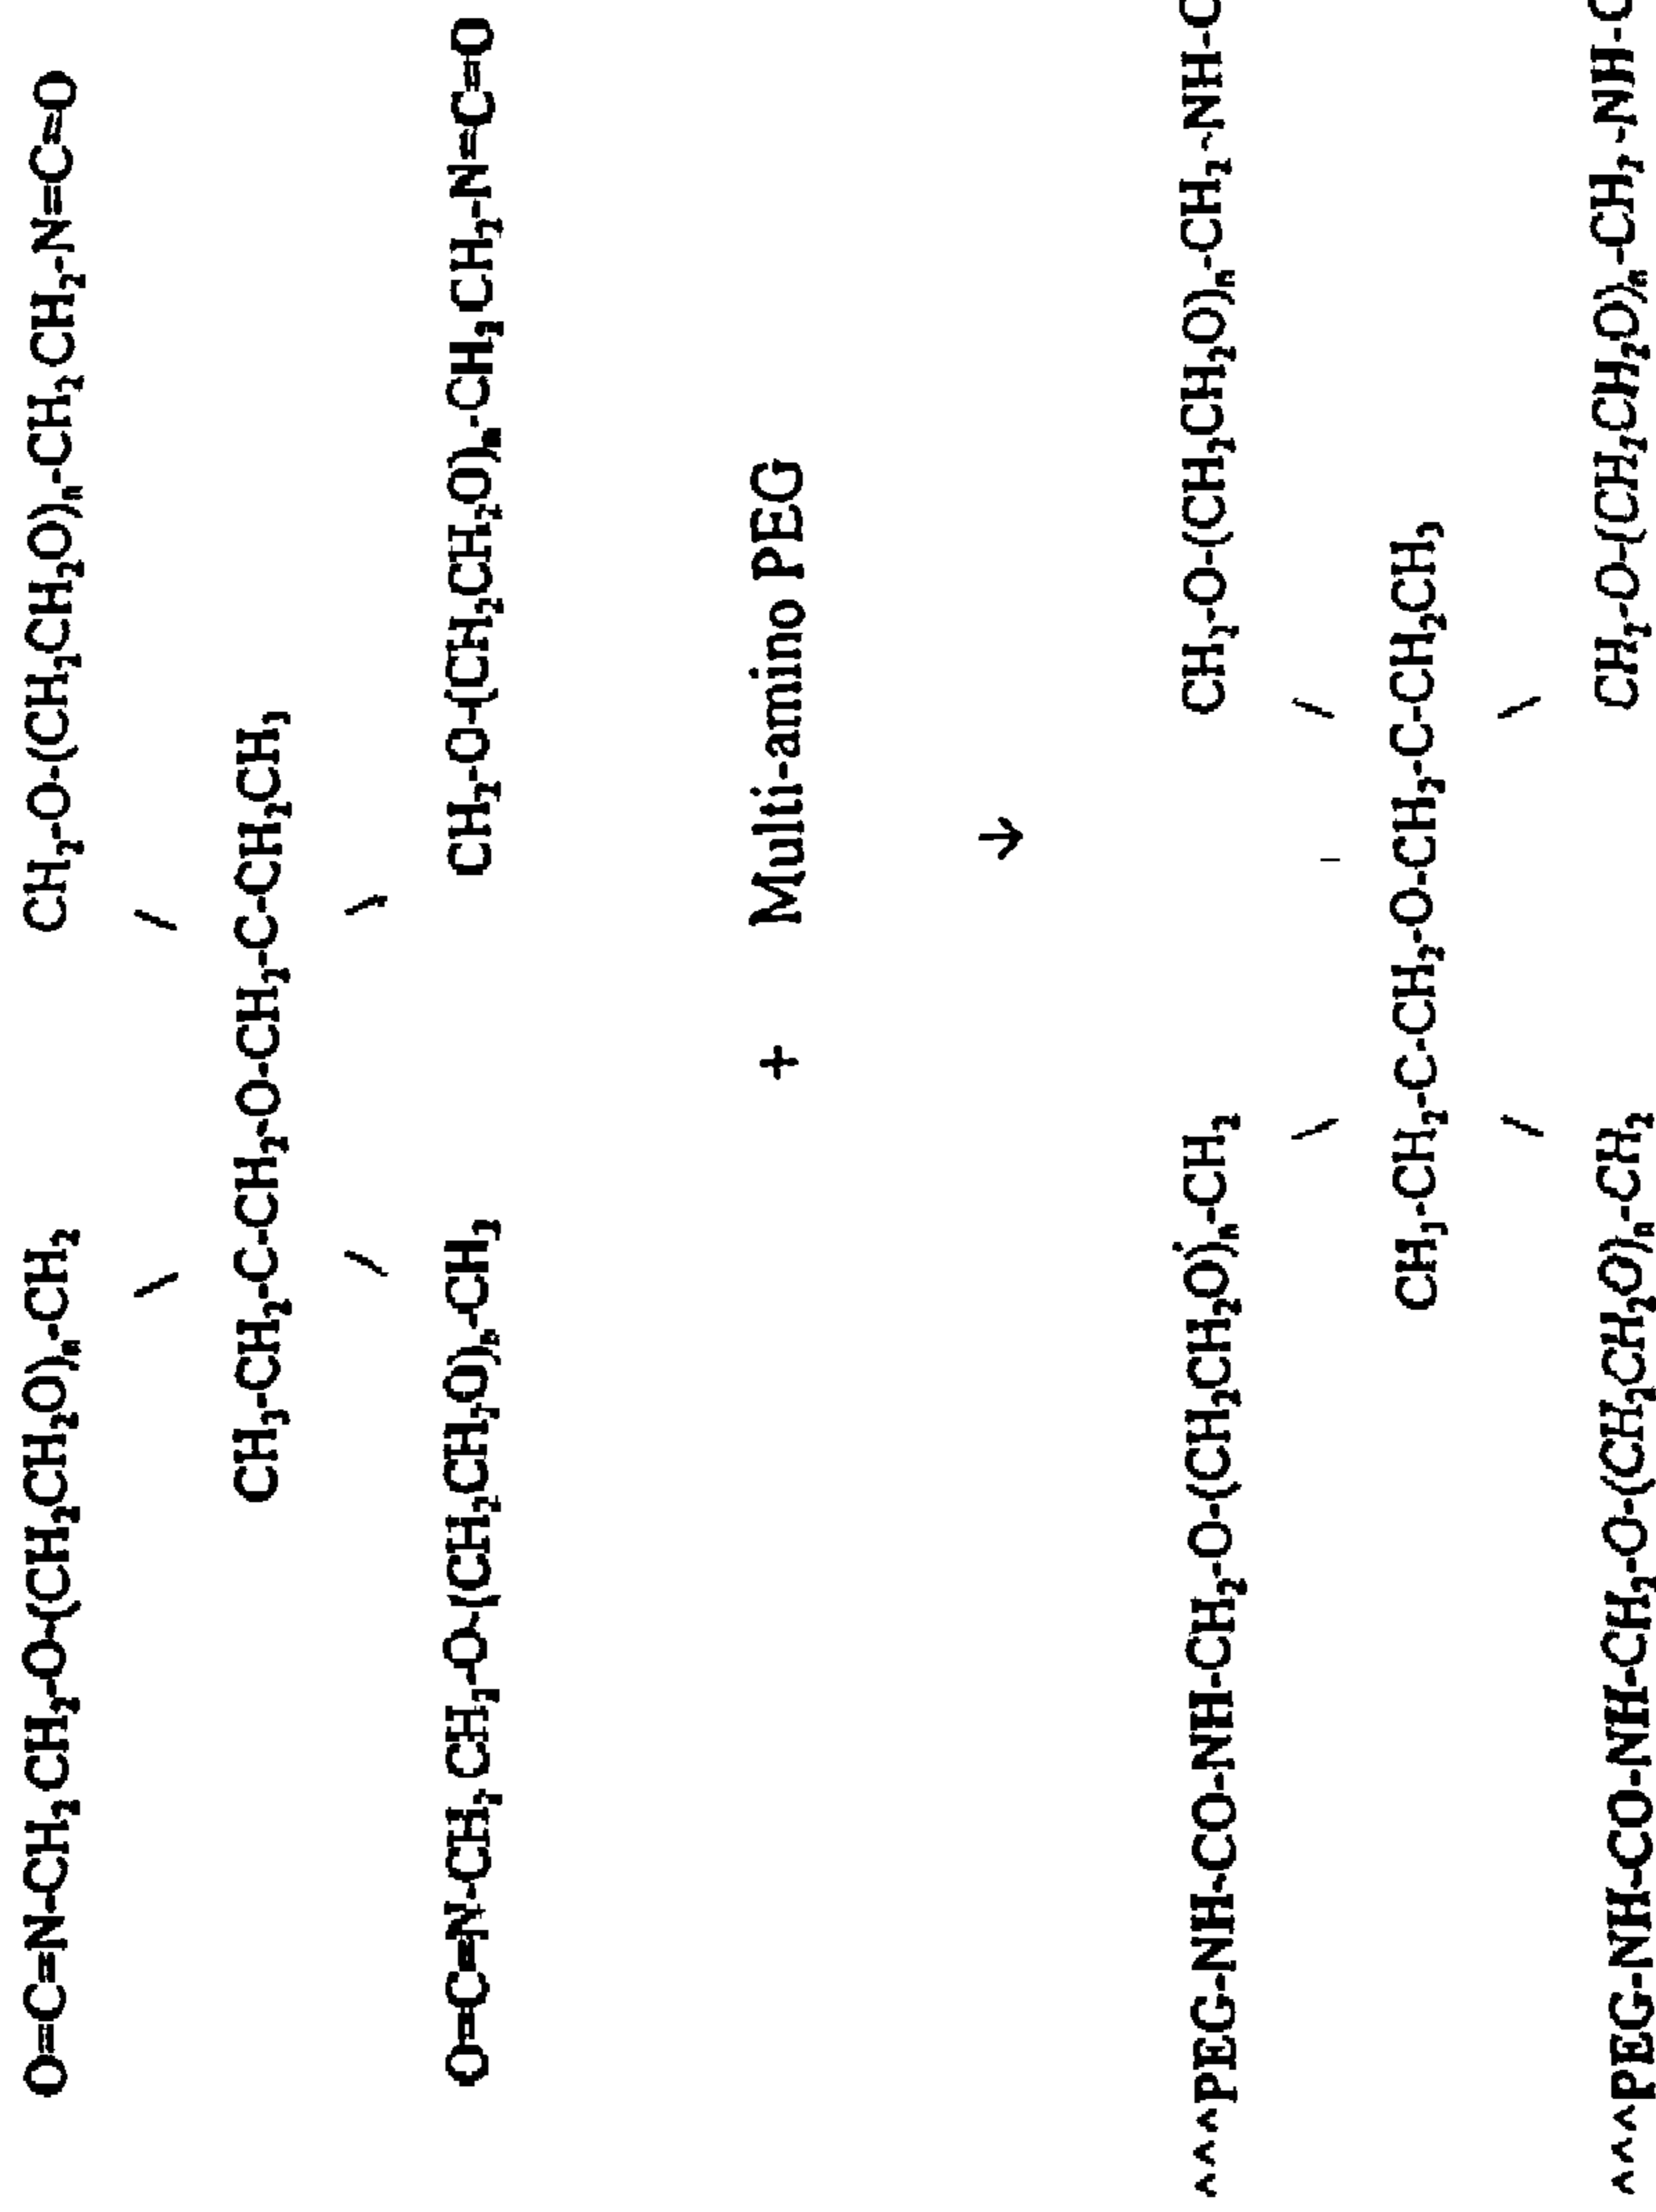 O=C=N-CH₂CH₂-O-(CH₂CH₂O)ₙ-CH₂ CH₂-O-(CH₂CH₂O)ₙ-CH₂CH₂-N=C=O
CH₃-CH₂-C-CH₂-O-CH₂-C-CH₂CH₃
O=C=N-CH₂CH₂-O-(CH₂CH₂O)ₙ-CH₂ CH₂-O-(CH₂CH₂O)ₙ-CH₂CH₂-N=C=O
+ Multi-amino PEG
↓
^^^PEG-NH-CO-NH-CH₂-O-(CH₂CH₂O)ₙ-CH₂ CH₂-O-(CH₂CH₂O)ₙ-CH₂-NH-C
CH₃-CH₂-C-CH₂-O-CH₂-C-CH₂CH₃
^^^PEG-NH-CO-NH-CH₂-O-(CH₂CH₂O)ₙ-CH₂ CH₂-O-(CH₂CH₂O)ₙ-CH₂-NH-C